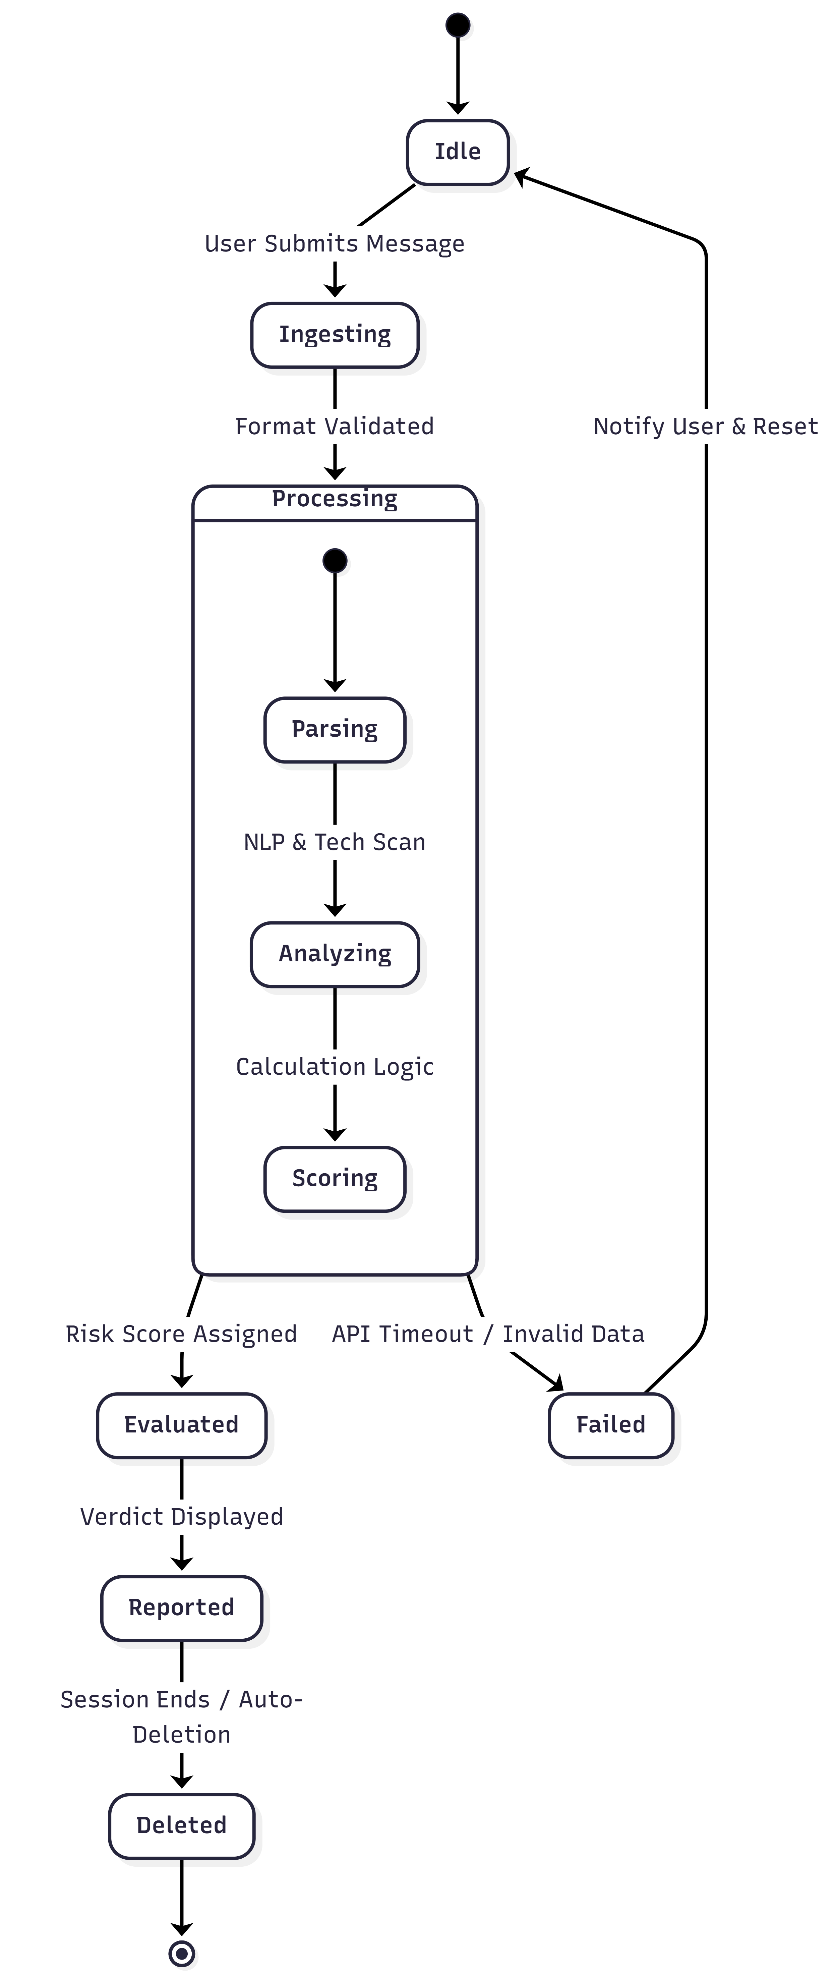 Idle
User Submits Message
Ingesting
Format Validated
Notify User & Reset
Processing
Parsing
NLP & Tech Scan
Analyzing
Calculation Logic
Scoring
Risk Score Assigned
API Timeout / Invalid Data
Evaluated
Failed
Verdict Displayed
Reported
Session Ends / Auto-
Deletion
Deleted